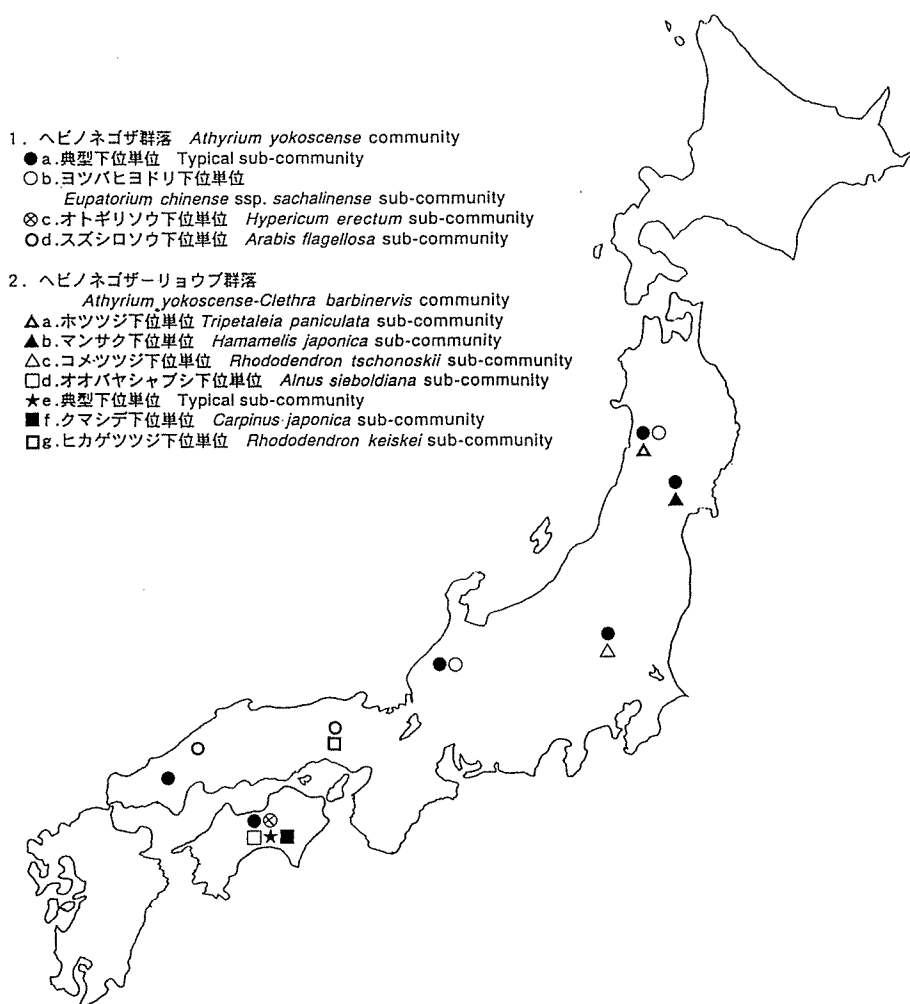 1. ヘビノネゴザ群落 Athyrium yokoscense community
●a.典型下位単位 Typical sub-community
○b.ヨツバヒヨドリ下位単位
Eupatorium chinense ssp. sachalinense sub-community
⊗c.オトギリソウ下位単位 Hypericum erectum sub-community
○d.スズシロソウ下位単位 Arabis flagellosa sub-community
2. ヘビノネゴザーリョウブ群落
Athyrium yokoscense-Clethra barbinervis community
△a.ホツツジ下位単位 Tripetaleia paniculata sub-community
▲b.マンサク下位単位 Hamamelis japonica sub-community
△c.コメツツジ下位単位 Rhododendron tschonoskii sub-community
□d.オオバヤシャブシ下位単位 Alnus sieboldiana sub-community
★e.典型下位単位 Typical sub-community
■f.クマシデ下位単位 Carpinus japonica sub-community
□g.ヒカゲツツジ下位単位 Rhododendron keiskei sub-community